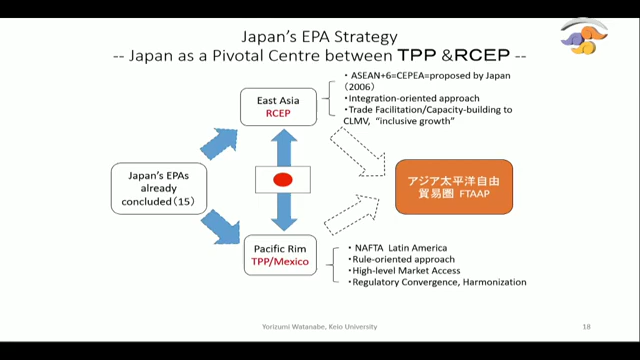 Japan's EPA Strategy
-- Japan as a Pivotal Centre between TPP &RCEP --
・ASEAN+6=CEPEA=proposed by Japan
（2006）
・Integration-oriented approach
・Trade Facilitation/Capacity-building to
CLMV, "inclusive growth"
East Asia
RCEP
Japan's EPAs
already
concluded（15）
アジア太平洋自由
貿易圏 FTAAP
Pacific Rim
TPP/Mexico
・NAFTA Latin America
・Rule-oriented approach
・High-level Market Access
・Regulatory Convergence, Harmonization
Yorizumi Watanabe, Keio University
18